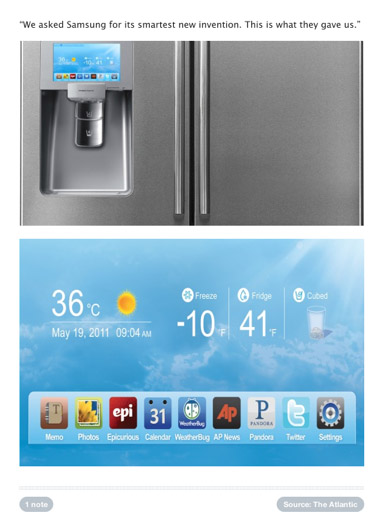 “We asked Samsung for its smartest new invention. This is what they gave us.”
36°C
May 19, 2011 09:04 AM
Freeze
-10°F
Fridge
41°F
Cubed
T
epi
31
WeatherBug
Ap
P
PANDORA
Memo Photos Epicurious Calendar WeatherBug AP News Pandora Twitter Settings
1 note
Source: The Atlantic